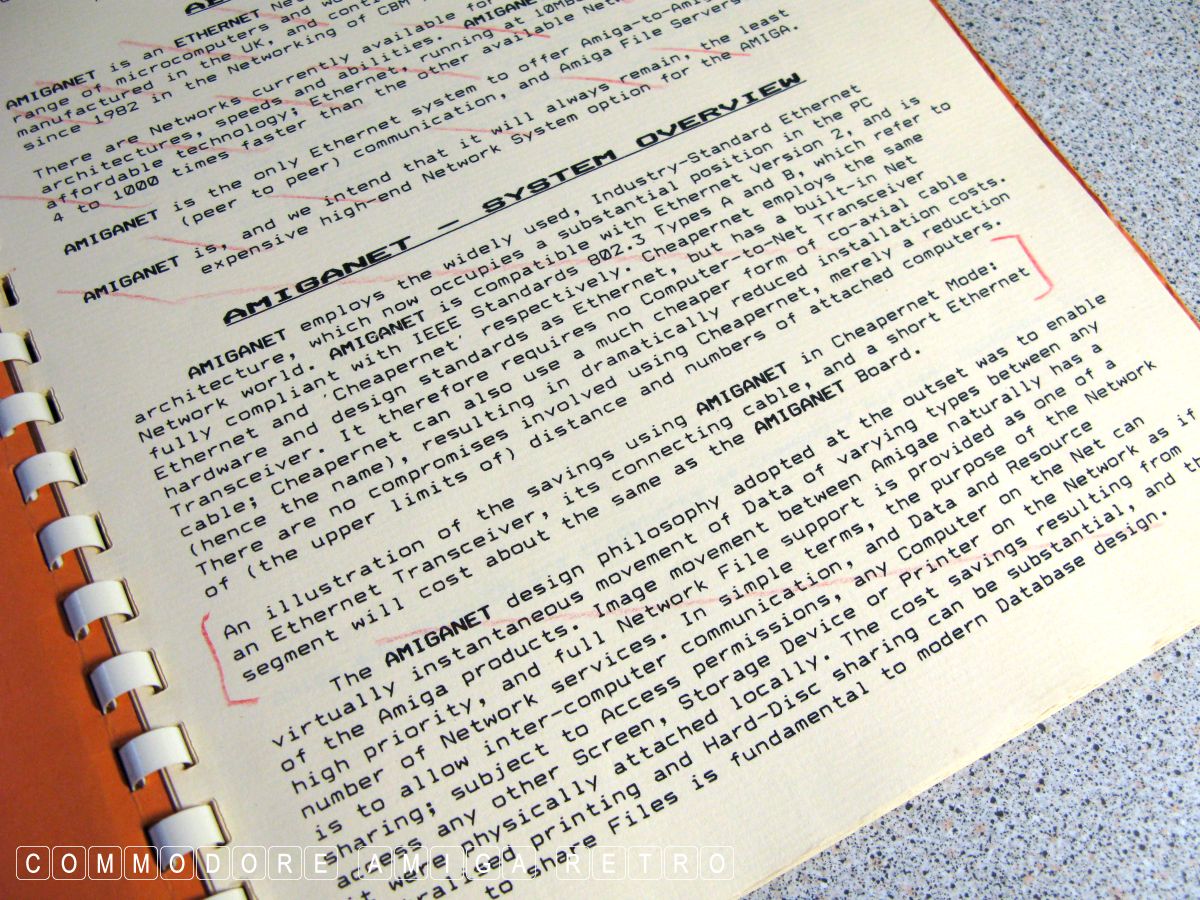 AMIGANET is an ETHERNET
range of microcomputers and
manufactured in the UK, and
since 1982 in the Networking of CBM
There are Networks currently available for
architectures, speeds and abilities. AMIGANET
affordable technology; Ethernet, running at 10MB
4 to 1000 times faster than the other available
AMIGANET is the only Ethernet system to offer Amiga-to-Amiga
(peer to peer) communication, and Amiga File Servers
AMIGANET is, and we intend that it will always remain, the least
expensive high-end Network System option for the AMIGA.
AMIGANET — SYSTEM OVERVIEW
AMIGANET employs the widely used, Industry-Standard Ethernet
architecture, which now occupies a substantial position in the PC
Network world. AMIGANET is compatible with Ethernet Version 2, and is
fully compliant with IEEE Standards 802.3 Types A and B, which refer to
Ethernet and 'Cheapernet' respectively. Cheapernet employs the same
hardware and design standards as Ethernet, but has a built-in Net
Transceiver. It therefore requires no Computer-to-Net Transceiver
cable; Cheapernet can also use a much cheaper form of co-axial cable
(hence the name), resulting in dramatically reduced installation costs.
There are no compromises involved using Cheapernet, merely a reduction
of (the upper limits of) distance and numbers of attached computers.
An illustration of the savings using AMIGANET in Cheapernet Mode:
an Ethernet Transceiver, its connecting cable, and a short Ethernet
segment will cost about the same as the AMIGANET Board.
The AMIGANET design philosophy adopted at the outset was to enable
virtually instantaneous movement of Data of varying types between any
of the Amiga products. Image movement between Amigae naturally has a
high priority, and full Network File support is provided as one of a
number of Network services. In simple terms, the purpose of the Network
is to allow inter-computer communication, and Data and Resource
sharing; subject to Access permissions, any Computer on the Net can
access any other Screen, Storage Device or Printer on the Network as if
it were physically attached locally. The cost savings resulting from
printing and Hard-Disc sharing can be substantial, and
to share Files is fundamental to modern Database design.
COMMODORE AMIGA RETRO